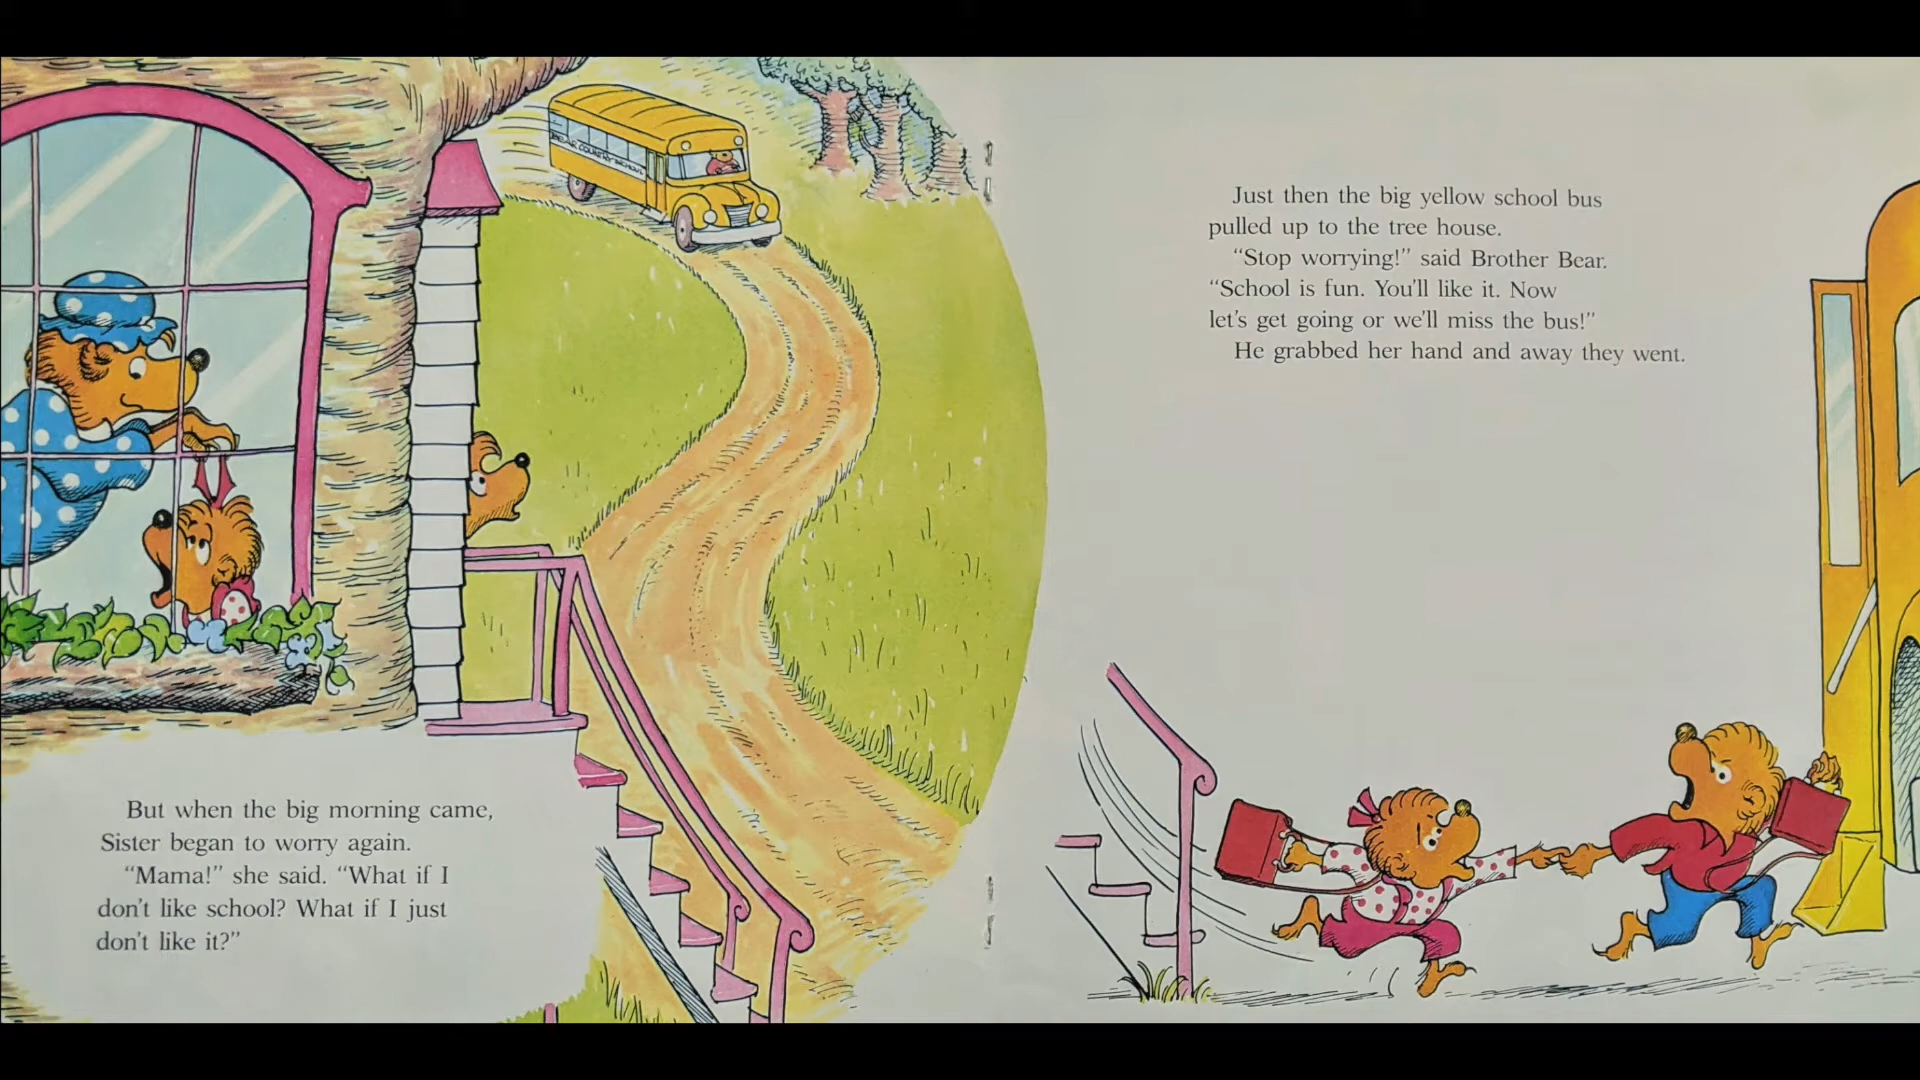 BEAR COUNTRY SCHOOL
But when the big morning came,
Sister began to worry again.
“Mama!” she said. “What if I
don't like school? What if I just
don't like it?”
Just then the big yellow school bus
pulled up to the tree house.
“Stop worrying!” said Brother Bear.
“School is fun. You'll like it. Now
let's get going or we'll miss the bus!”
He grabbed her hand and away they went.